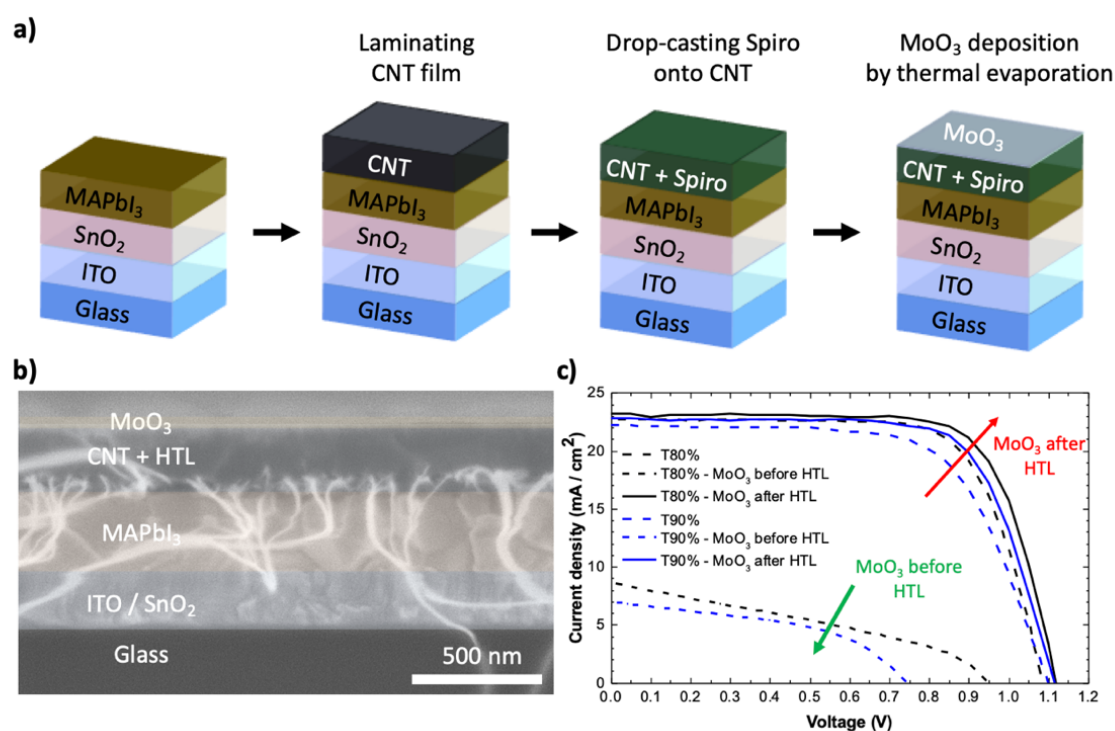 a)
Laminating
CNT film
Drop-casting Spiro
onto CNT
MoO₃ deposition
by thermal evaporation
MAPbI₃
SnO₂
ITO
Glass
CNT
MAPbI₃
SnO₂
ITO
Glass
CNT + Spiro
MAPbI₃
SnO₂
ITO
Glass
MoO₃
CNT + Spiro
MAPbI₃
SnO₂
ITO
Glass
b)
MoO₃
CNT + HTL
MAPbI₃
ITO / SnO₂
Glass
500 nm
c)
25
20
15
10
5
0
Current density (mA / cm²)
T80%
T80% - MoO₃ before HTL
T80% - MoO₃ after HTL
T90%
T90% - MoO₃ before HTL
T90% - MoO₃ after HTL
MoO₃ after
HTL
MoO₃ before
HTL
0.0 0.1 0.2 0.3 0.4 0.5 0.6 0.7 0.8 0.9 1.0 1.1 1.2
Voltage (V)